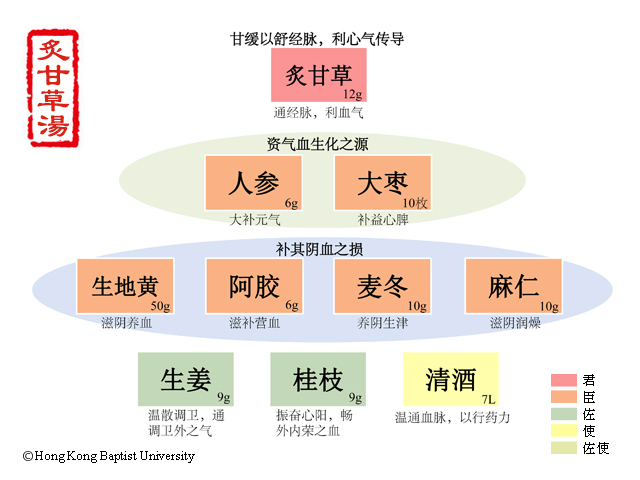 炙甘草湯
甘缓以舒经脉，利心气传导
炙甘草
12g
通经脉，利血气
资气血生化之源
人参
6g
大补元气
大枣
10枚
补益心脾
补其阴血之损
生地黄
50g
滋阴养血
阿胶
6g
滋补营血
麦冬
10g
养阴生津
麻仁
10g
滋阴润燥
生姜
9g
温散调卫，通
调卫外之气
桂枝
9g
振奋心阳，畅
外内荣之血
清酒
7L
温通血脉，以行药力
君
臣
佐
使
佐使
©HongKong Baptist University